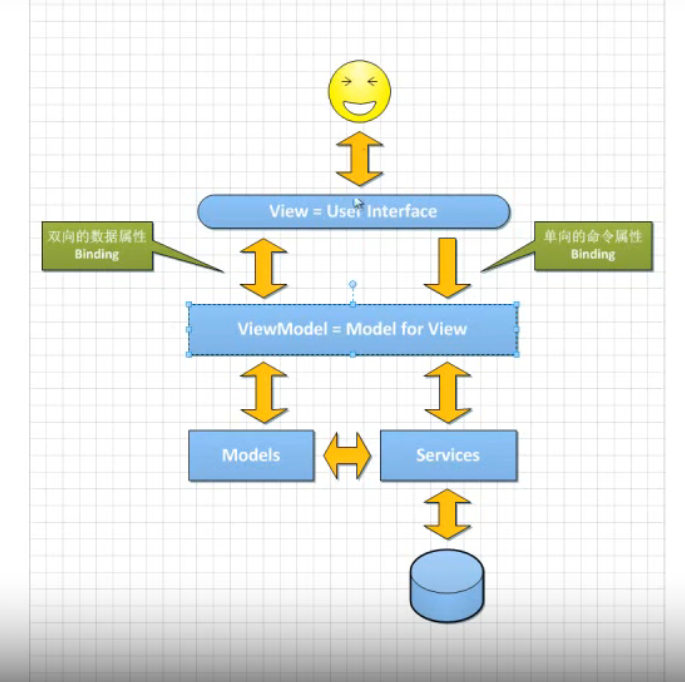 View = User Interface
双向的数据属性
Binding
单向的命令属性
Binding
ViewModel = Model for View
Models
Services